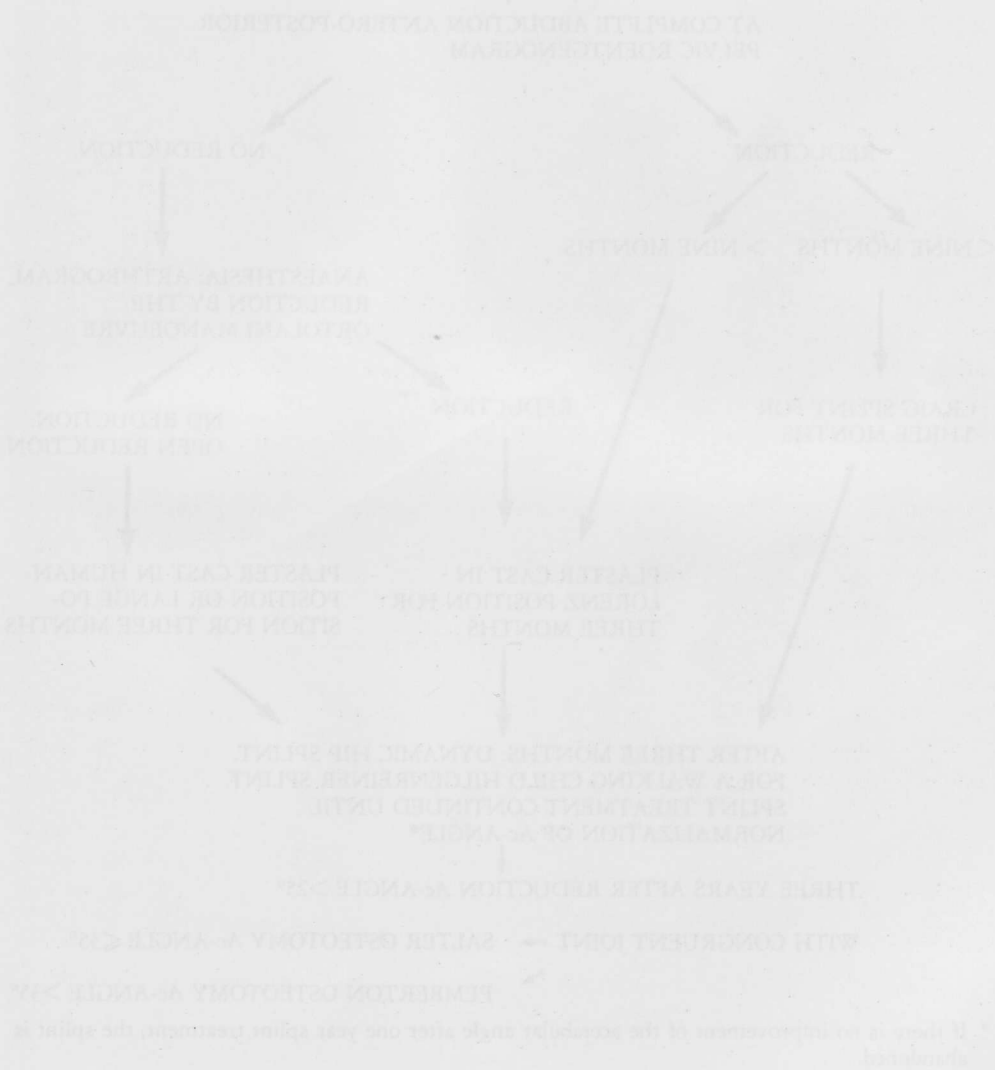 AT COMPLETE ABDUCTION ANTERO-POSTERIOR
PELVIC ROENTGENOGRAM
REDUCTION
NO REDUCTION
< NINE MONTHS
> NINE MONTHS
ANAESTHESIA: ARTHROGRAM,
REDUCTION BY THE
ORTOLANI MANOEUVRE
SPLINT FOR
THREE MONTHS
REDUCTION
NO REDUCTION
OPEN REDUCTION
PLASTER CAST IN
LORENZ POSITION FOR
THREE MONTHS
PLASTER CAST IN HUMAN
POSITION OR LANGE PO-
SITION FOR THREE MONTHS
AFTER THREE MONTHS: DYNAMIC HIP SPLINT.
FOR A WALKING CHILD HILGENREINER SPLINT.
SPLINT TREATMENT CONTINUED UNTIL
NORMALIZATION OF Ac-ANGLE*
THREE YEARS AFTER REDUCTION Ac-ANGLE >25°
WITH CONGRUENT JOINT → SALTER OSTEOTOMY Ac-ANGLE ⩽35°
PEMBERTON OSTEOTOMY Ac-ANGLE >35°
* If there is no improvement of the acetabular angle after one year splint treatment, the splint is
abandoned.